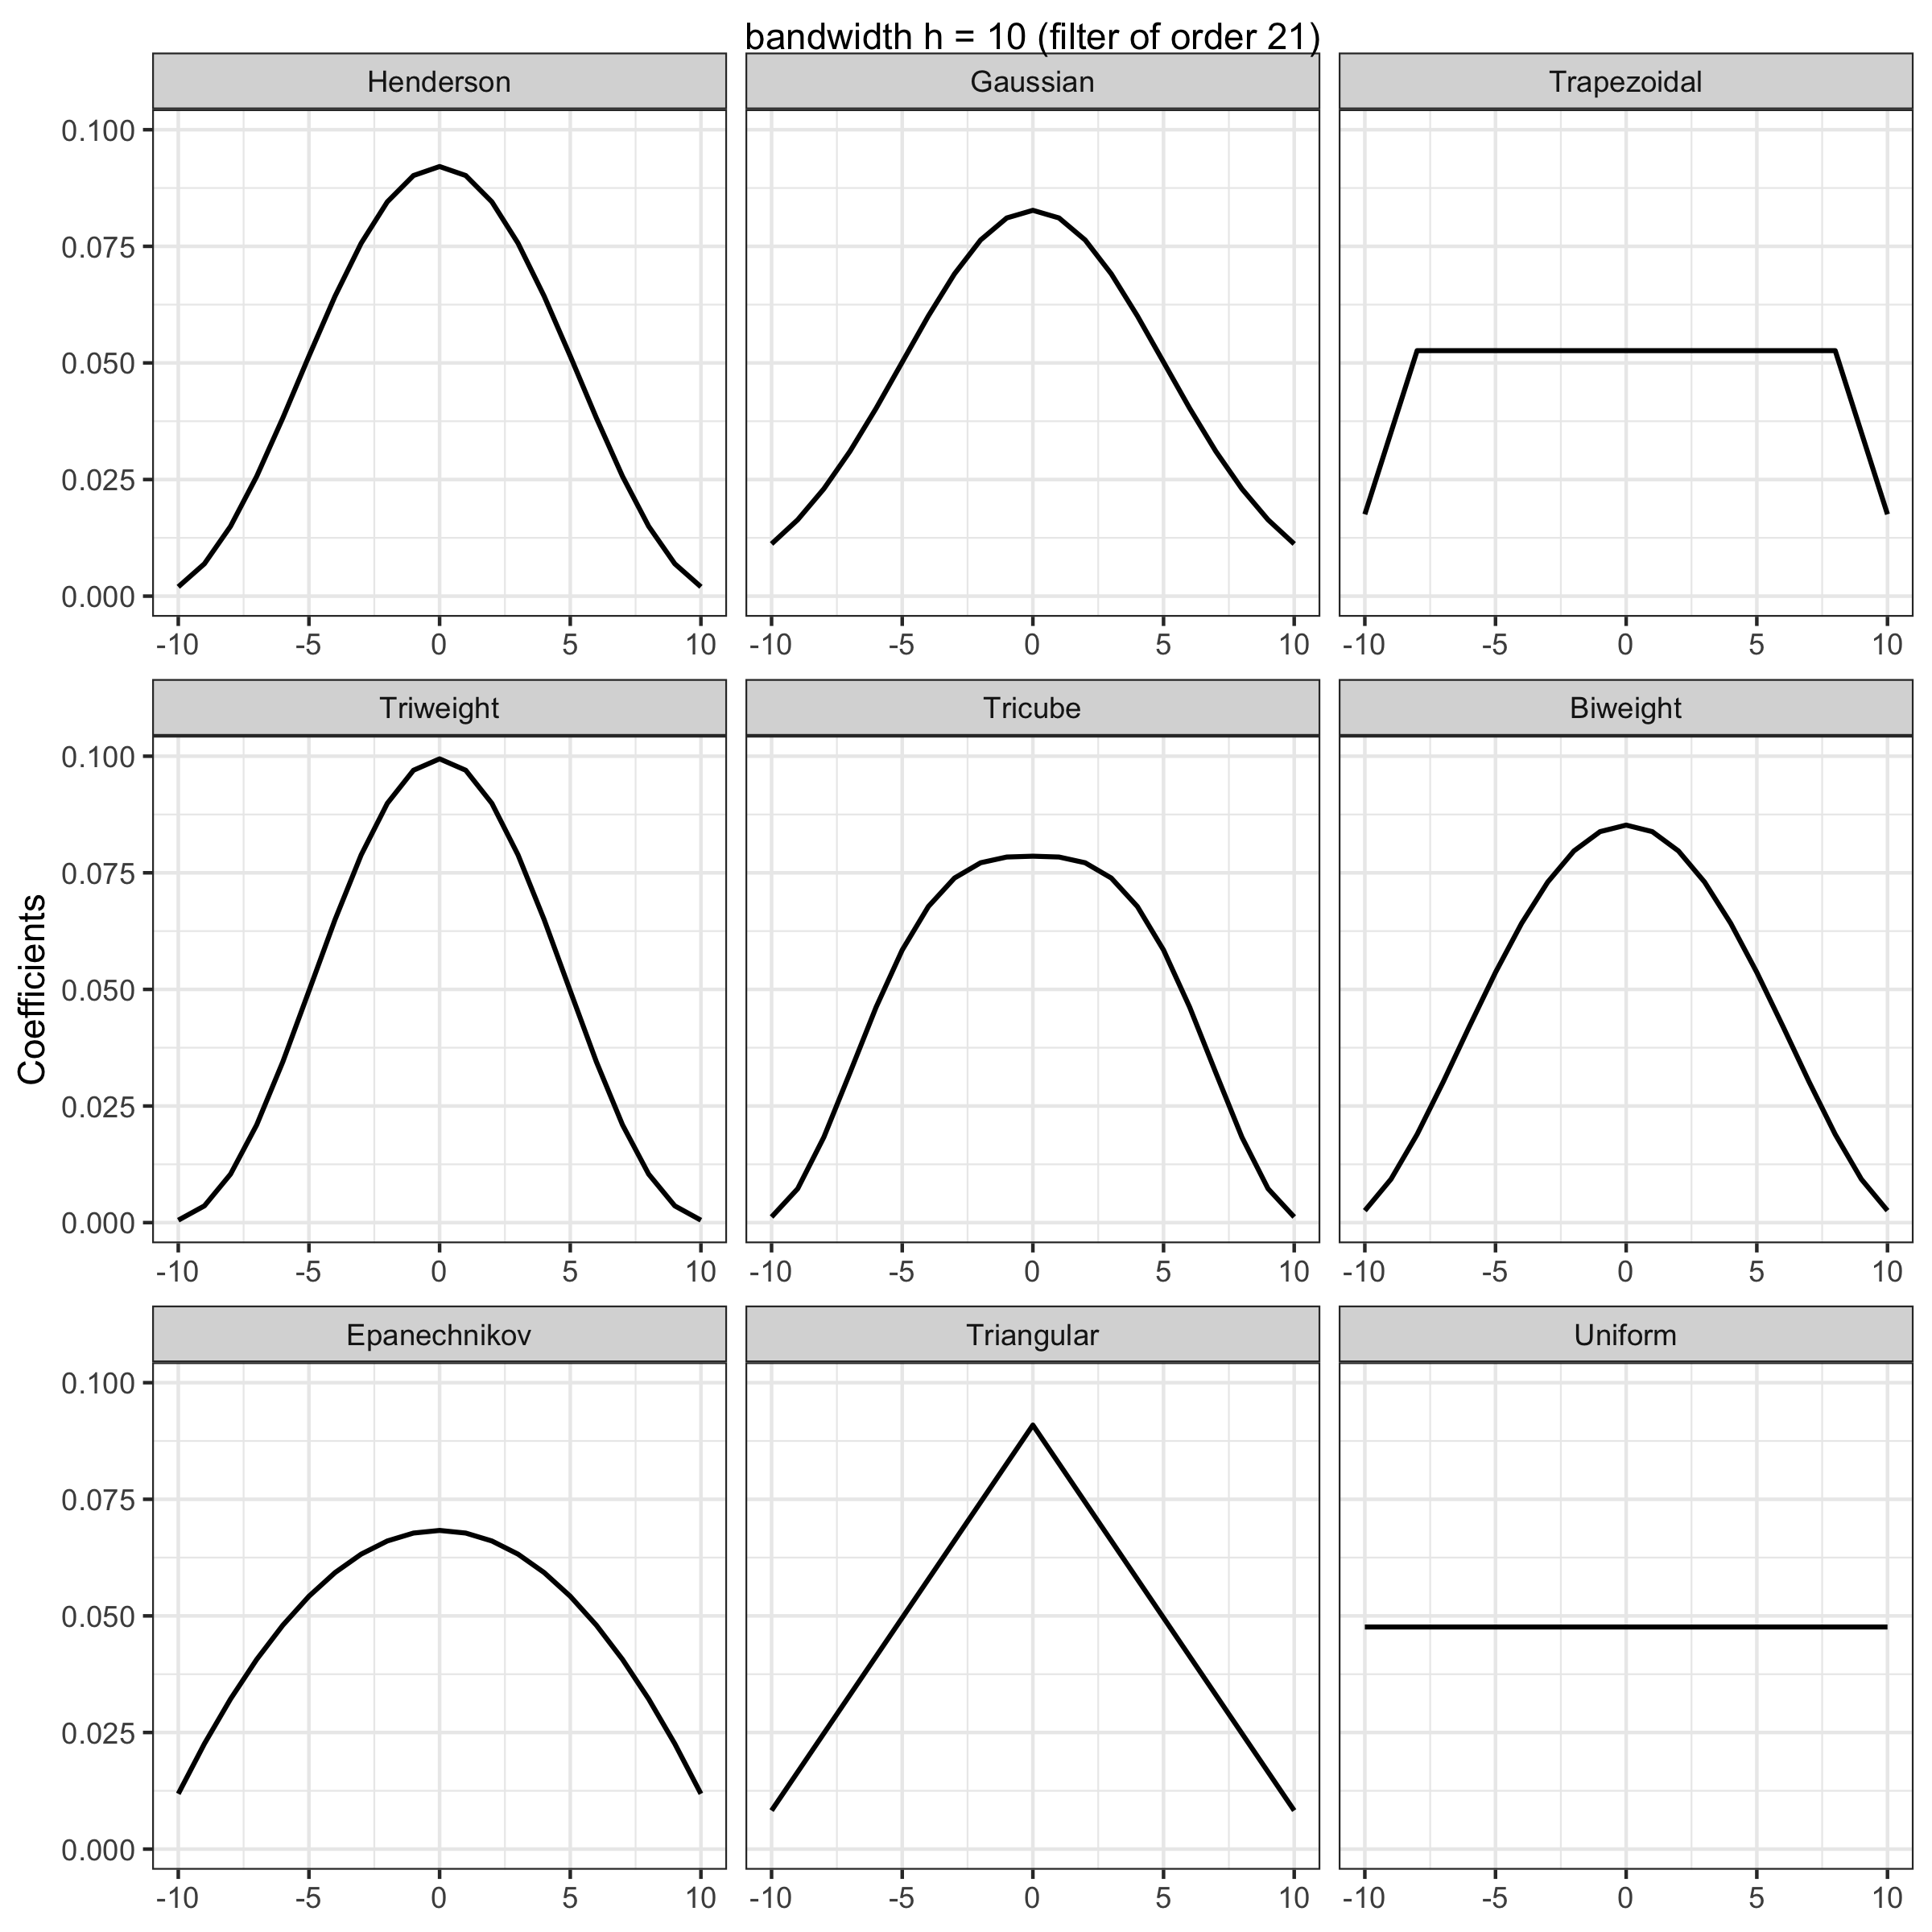 bandwidth h = 10 (filter of order 21)
Henderson Gaussian Trapezoidal
0.100
0.075
0.050
0.025
0.000
-10 -5 0 5 10 -10 -5 0 5 10 -10 -5 0 5 10
Triweight Tricube Biweight
0.100
0.075
0.050
0.025
0.000
Coefficients
-10 -5 0 5 10 -10 -5 0 5 10 -10 -5 0 5 10
Epanechnikov Triangular Uniform
0.100
0.075
0.050
0.025
0.000
-10 -5 0 5 10 -10 -5 0 5 10 -10 -5 0 5 10